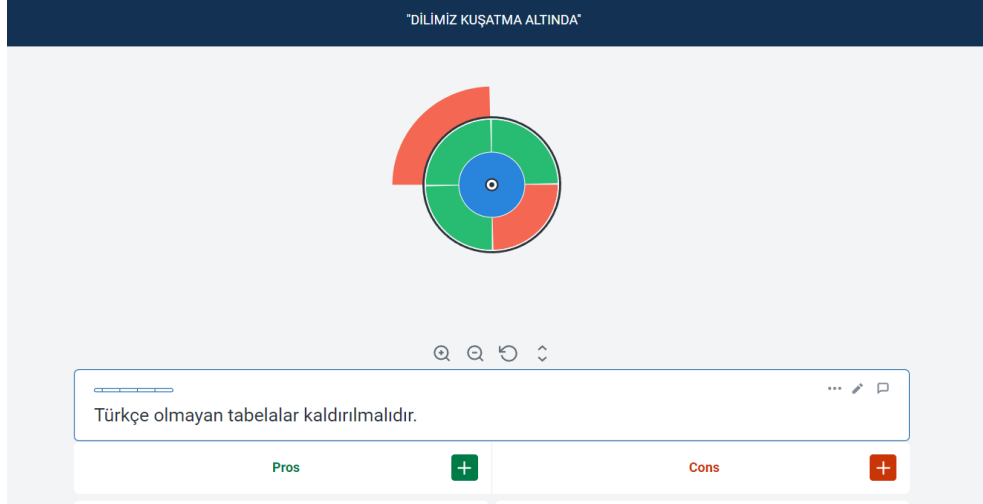 "DİLİMİZ KUŞATMA ALTINDA"
Türkçe olmayan tabelalar kaldırılmalıdır.
Pros
Cons